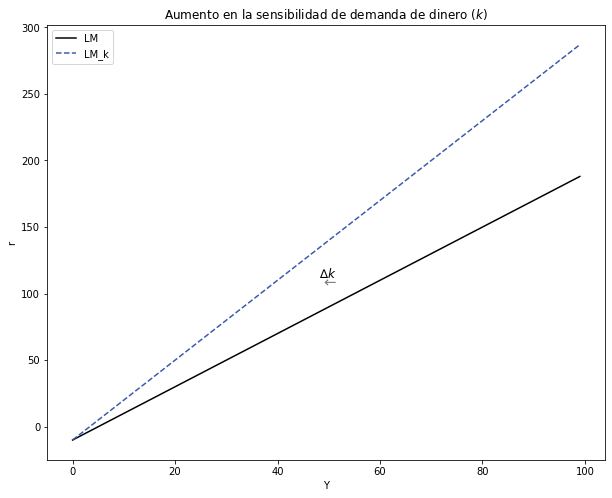 Aumento en la sensibilidad de demanda de dinero (k)
LM
LM_k
300
250
200
150
100
50
0
r
Δk
←
0 20 40 60 80 100
Y